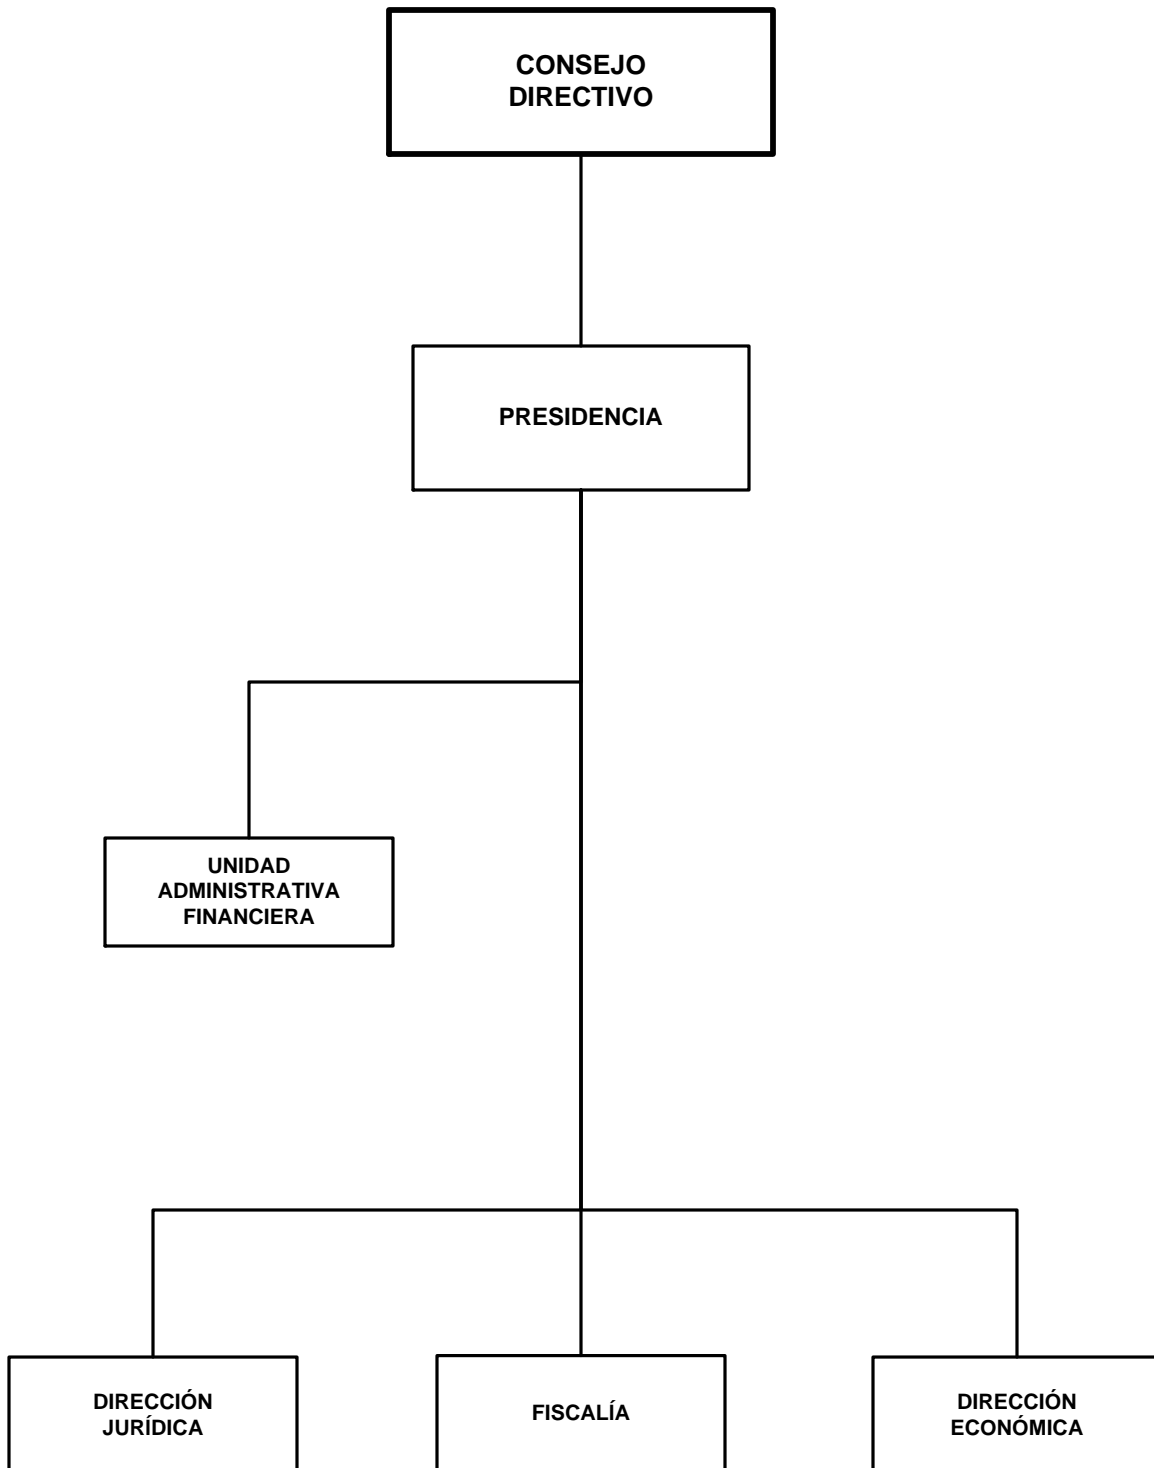 CONSEJO
DIRECTIVO
PRESIDENCIA
UNIDAD
ADMINISTRATIVA
FINANCIERA
DIRECCIÓN
JURÍDICA
FISCALÍA
DIRECCIÓN
ECONÓMICA